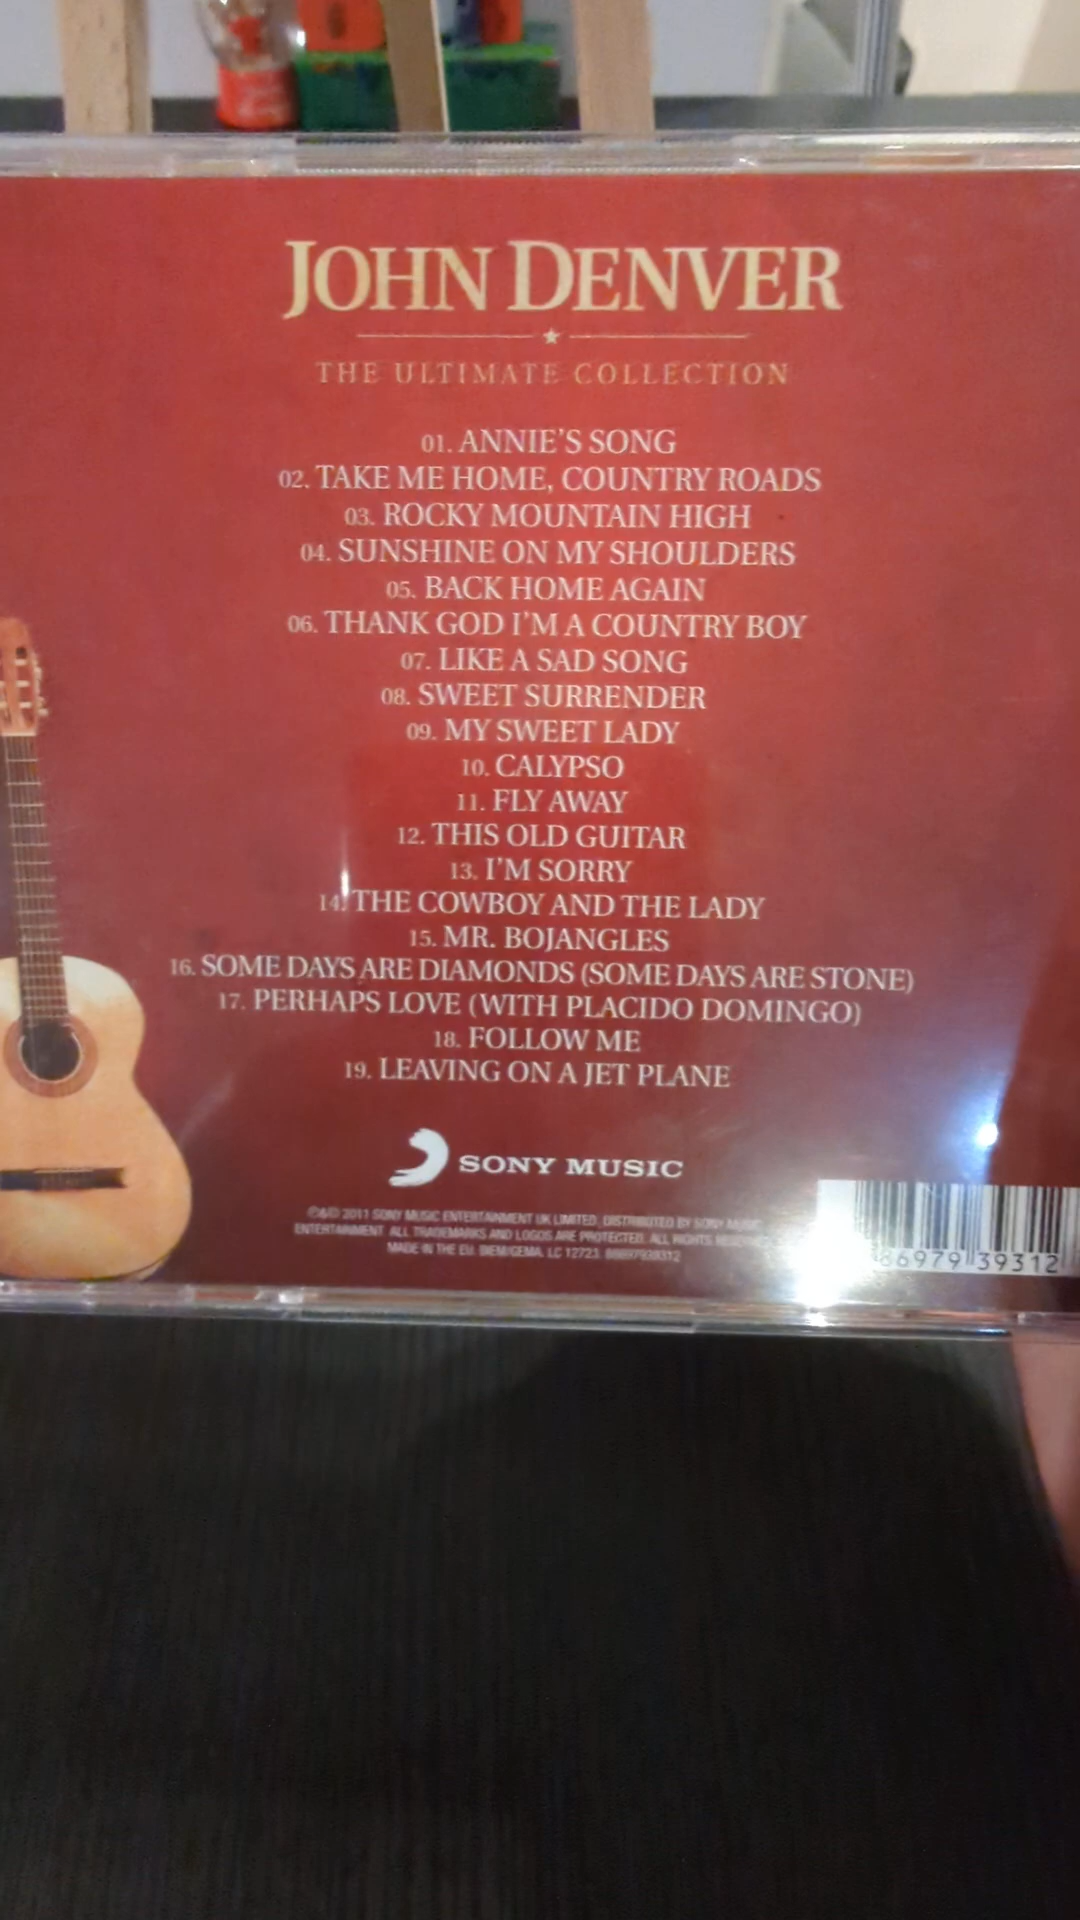 JOHN DENVER
THE ULTIMATE COLLECTION
01. ANNIE'S SONG
02. TAKE ME HOME, COUNTRY ROADS
03. ROCKY MOUNTAIN HIGH
04. SUNSHINE ON MY SHOULDERS
05. BACK HOME AGAIN
06. THANK GOD I'M A COUNTRY BOY
07. LIKE A SAD SONG
08. SWEET SURRENDER
09. MY SWEET LADY
10. CALYPSO
11. FLY AWAY
12. THIS OLD GUITAR
13. I'M SORRY
14. THE COWBOY AND THE LADY
15. MR. BOJANGLES
16. SOME DAYS ARE DIAMONDS (SOME DAYS ARE STONE)
17. PERHAPS LOVE (WITH PLACIDO DOMINGO)
18. FOLLOW ME
19. LEAVING ON A JET PLANE
SONY MUSIC
℗&© 2011 SONY MUSIC ENTERTAINMENT UK LIMITED. DISTRIBUTED BY SONY MUSIC
ENTERTAINMENT. ALL TRADEMARKS AND LOGOS ARE PROTECTED. ALL RIGHTS
MADE IN THE EU. BIEM/GEMA. LC 12723. 88697939312
86979 39312